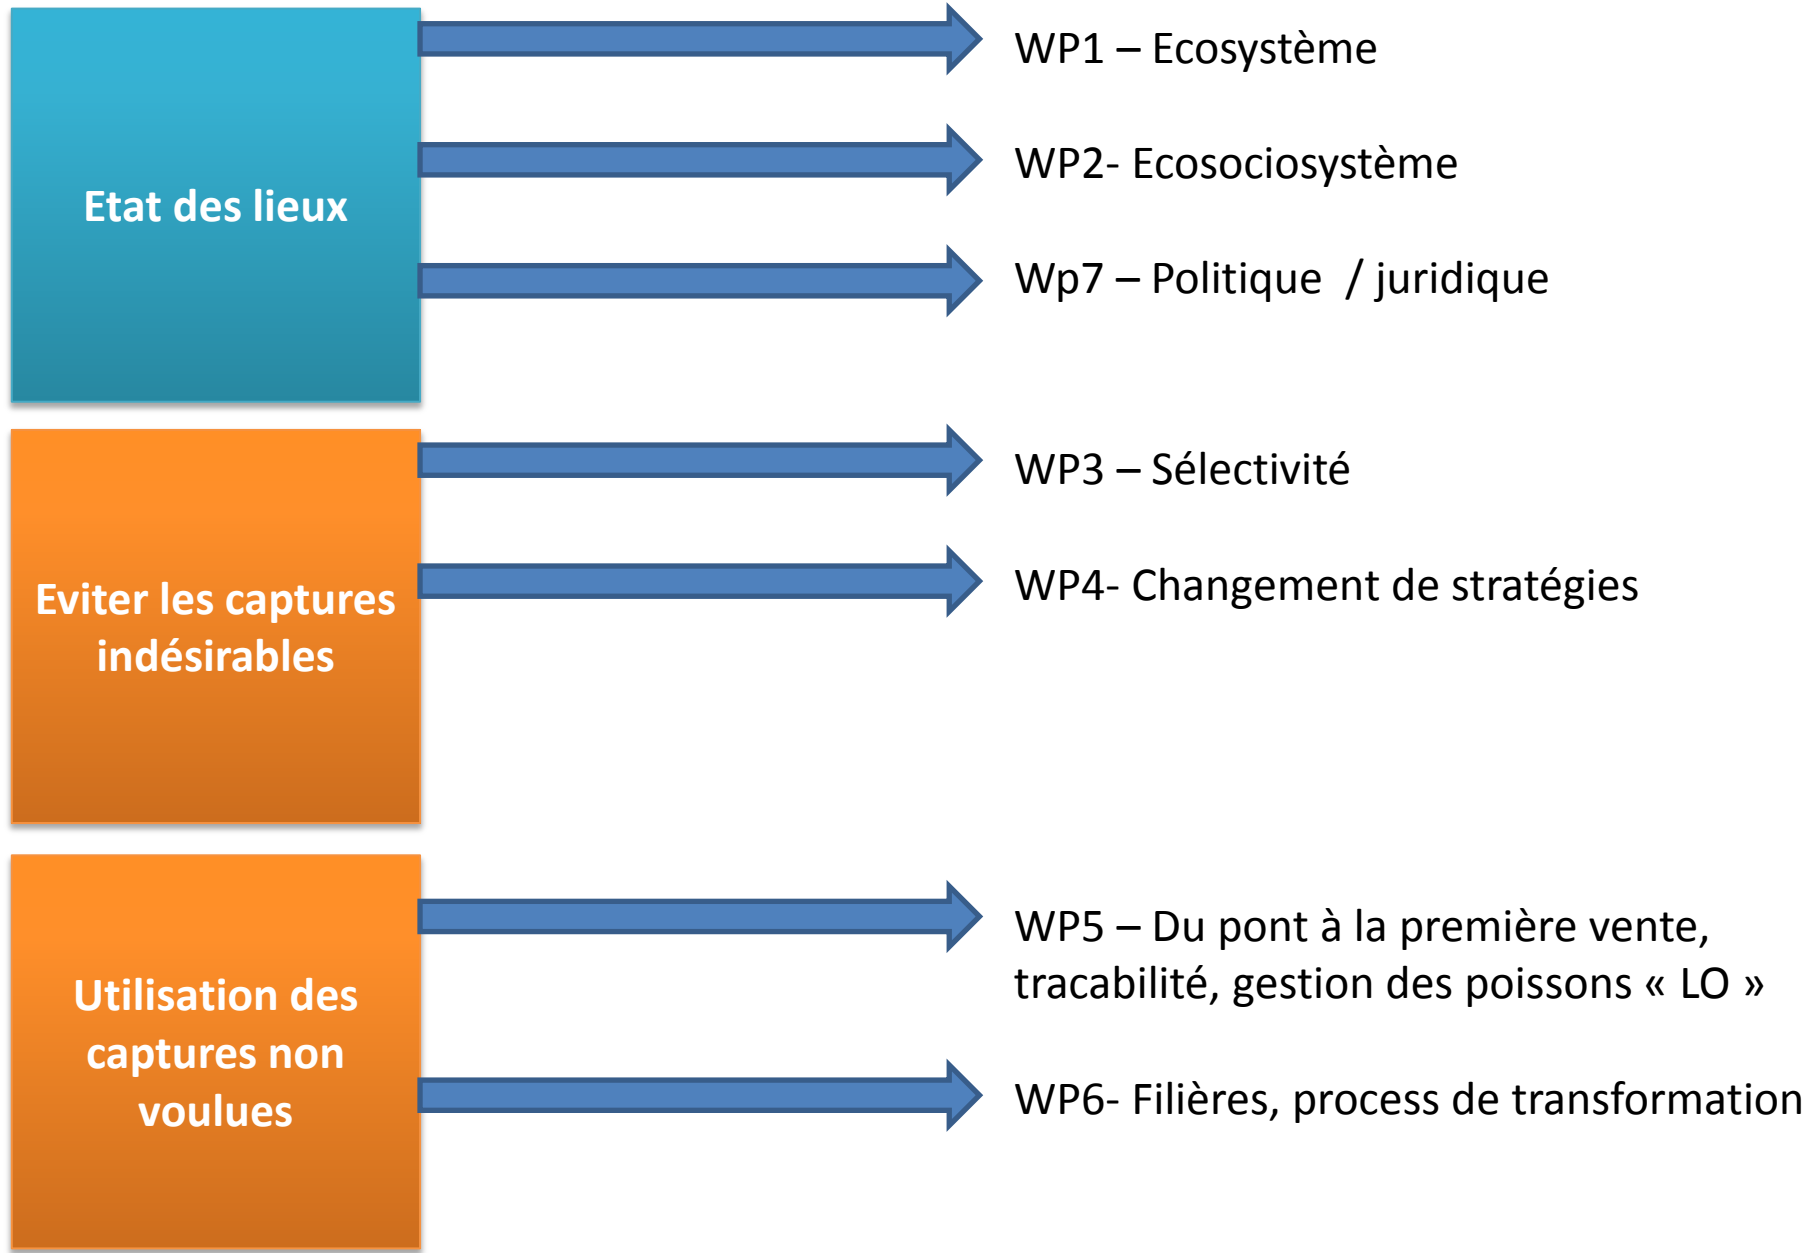 Etat des lieux
WP1 – Ecosystème
WP2- Ecosociosystème
Wp7 – Politique / juridique
Eviter les captures
indésirables
WP3 – Sélectivité
WP4- Changement de stratégies
Utilisation des
captures non
voulues
WP5 – Du pont à la première vente,
tracabilité, gestion des poissons « LO »
WP6- Filières, process de transformation